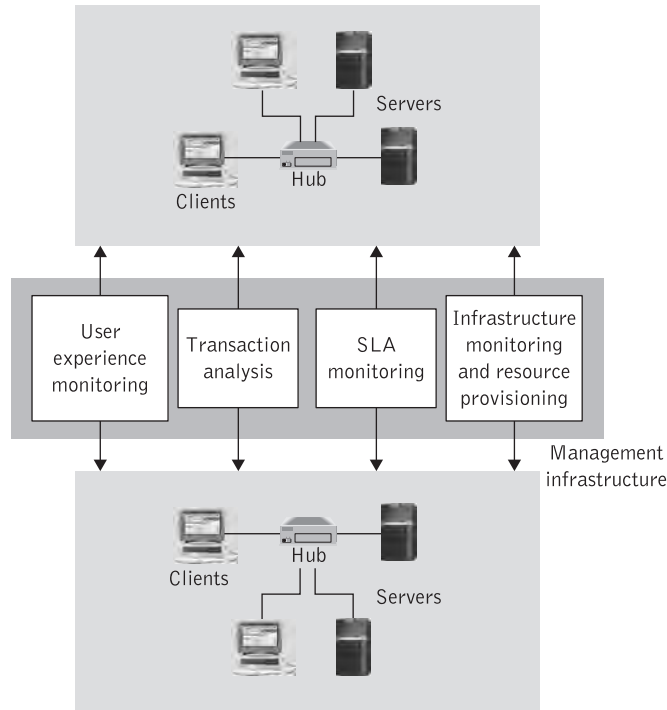 Servers
Hub
Clients
User
experience
monitoring
Transaction
analysis
SLA
monitoring
Infrastructure
monitoring
and resource
provisioning
Management
infrastructure
Hub
Clients
Servers